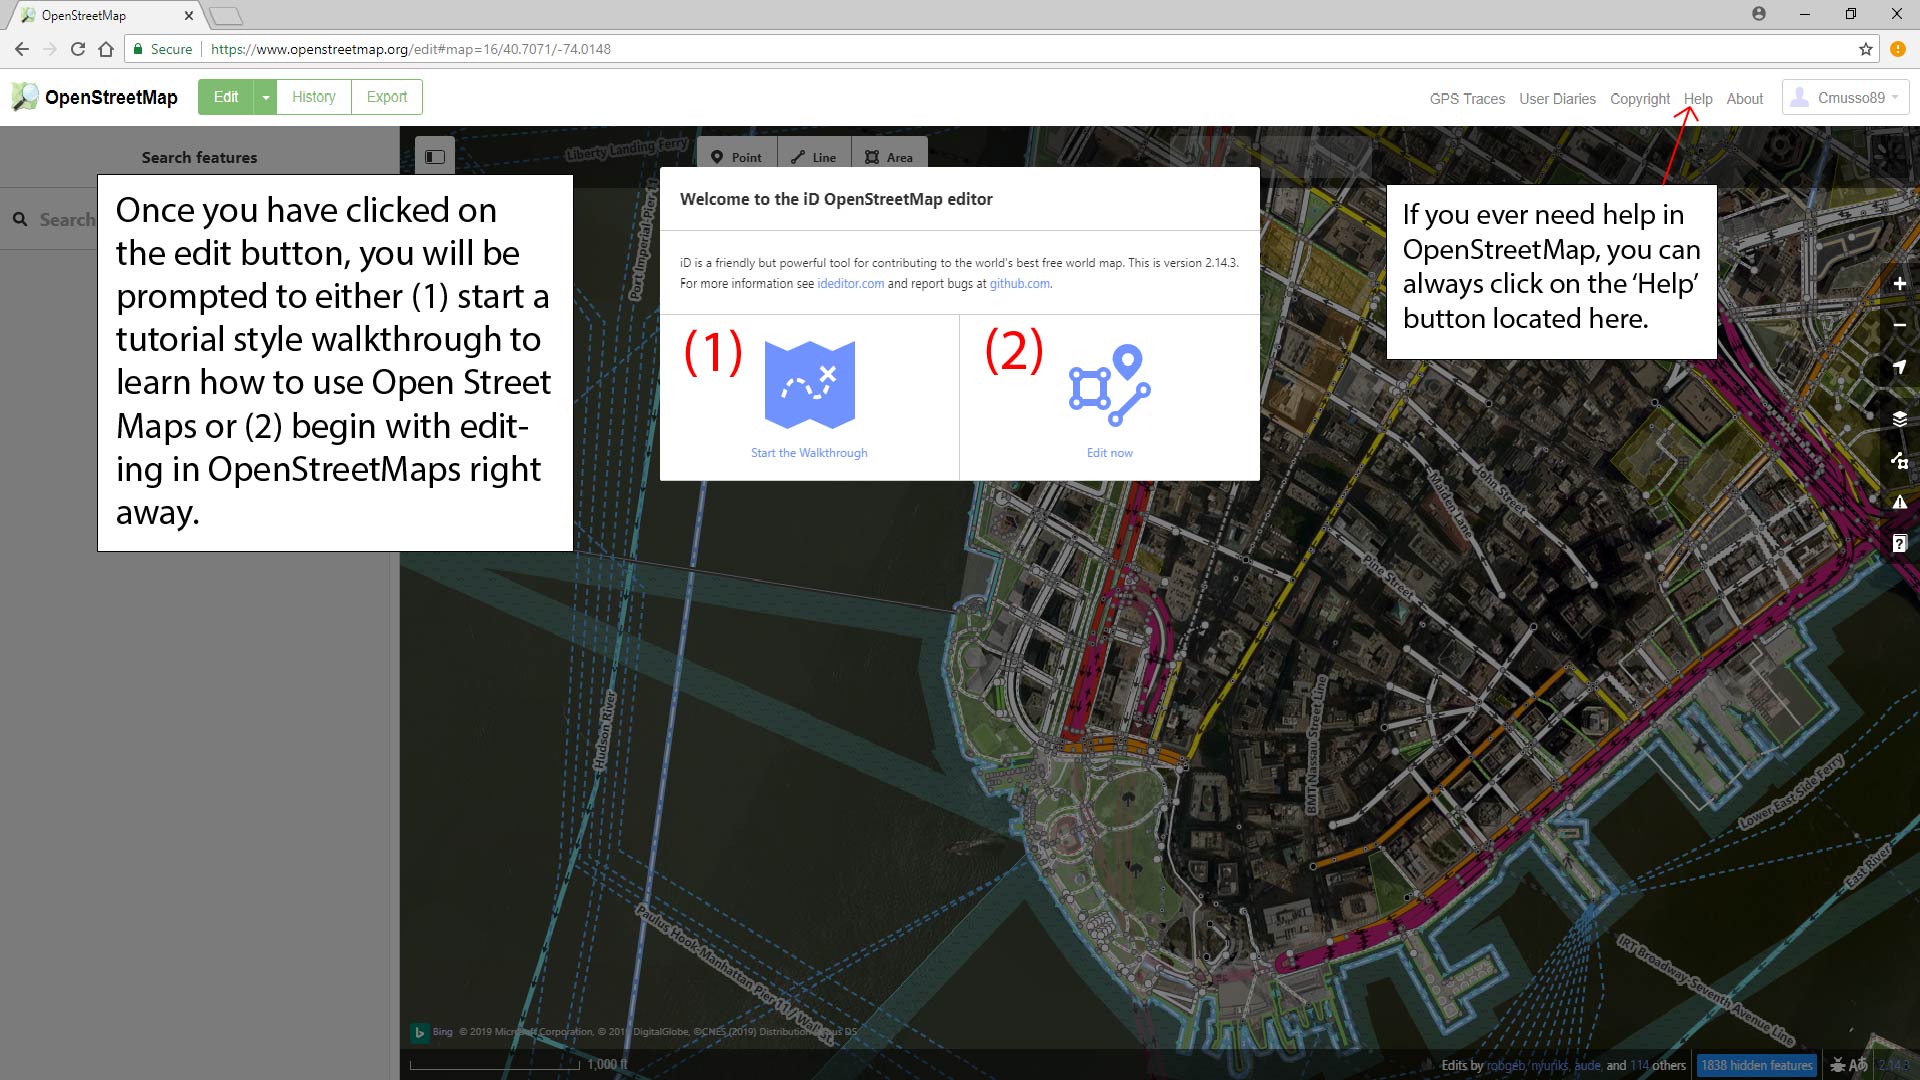 OpenStreetMap
Secure
https://www.openstreetmap.org/edit#map=16/40.7071/-74.0148
OpenStreetMap
Edit
History
Export
GPS Traces
User Diaries
Copyright
Help
About
Cmusso89
Search features
Search
Point
Line
Area
Once you have clicked on
the edit button, you will be
prompted to either (1) start a
tutorial style walkthrough to
learn how to use Open Street
Maps or (2) begin with edit-
ing in OpenStreetMaps right
away.
Welcome to the iD OpenStreetMap editor
iD is a friendly but powerful tool for contributing to the world's best free world map. This is version 2.14.3.
For more information see ideditor.com and report bugs at github.com.
(1)
Start the Walkthrough
(2)
Edit now
If you ever need help in
OpenStreetMap, you can
always click on the ‘Help’
button located here.
Liberty Landing Ferry
Port Imperial-Pier 11
Hudson River
Paulus Hook-Manhattan Pier 11 / Wall St.
Maiden Lane
John Street
Pine Street
BMT Nassau Street Line
Lower East Side Ferry
East River
IRT Broadway-Seventh Avenue Line
Bing © 2019 Microsoft Corporation, © 2019 DigitalGlobe, ©CNES (2019) Distribution Airbus DS
1,000 ft
Edits by robgeb, nyuriks, aude, and 114 others
1838 hidden features
2.14.3